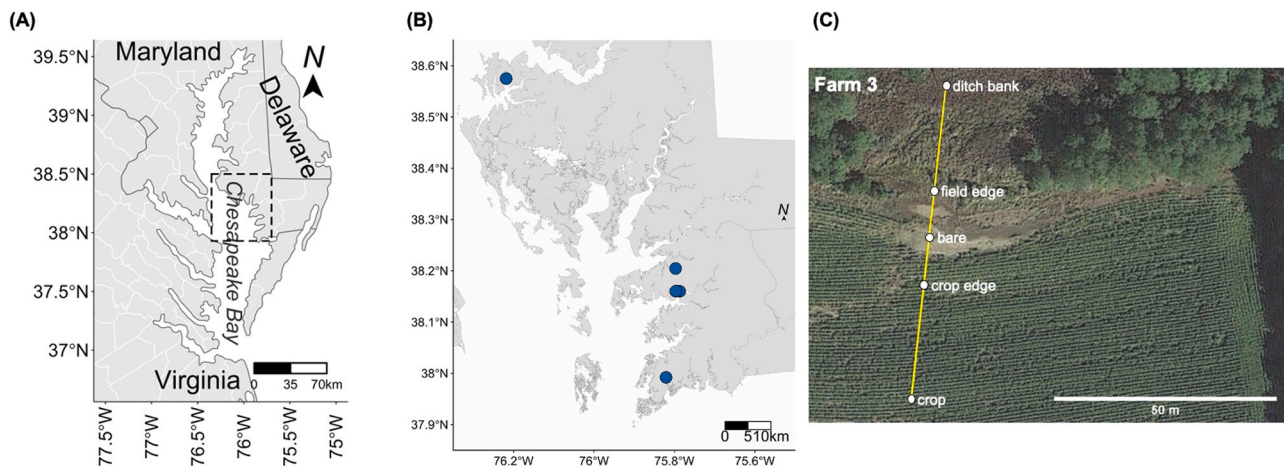 (A)
Maryland
39.5°N
39°N
38.5°N
38°N
37.5°N
37°N
N
Delaware
Chesapeake Bay
Virginia
0 35 70km
77.5°W
77°W
76.5°W
76°W
75.5°W
75°W
(B)
38.6°N
38.5°N
38.4°N
38.3°N
38.2°N
38.1°N
38°N
37.9°N
N
0 510km
76.2°W
76°W
75.8°W
75.6°W
(C)
Farm 3
ditch bank
field edge
bare
crop edge
crop
50 m